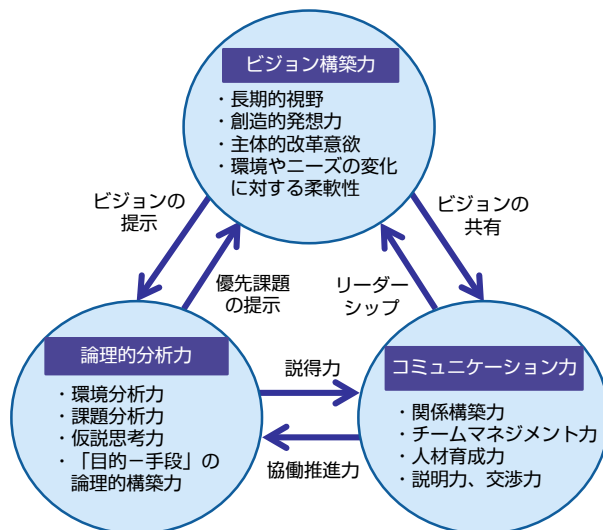 ビジョン構築力
・長期的視野
・創造的発想力
・主体的改革意欲
・環境やニーズの変化
に対する柔軟性
ビジョンの
提示
ビジョンの
共有
優先課題
の提示
リーダー
シップ
論理的分析力
・環境分析力
・課題分析力
・仮説思考力
・「目的－手段」の
論理的構築力
説得力
協働推進力
コミュニケーション力
・関係構築力
・チームマネジメント力
・人材育成力
・説明力、交渉力